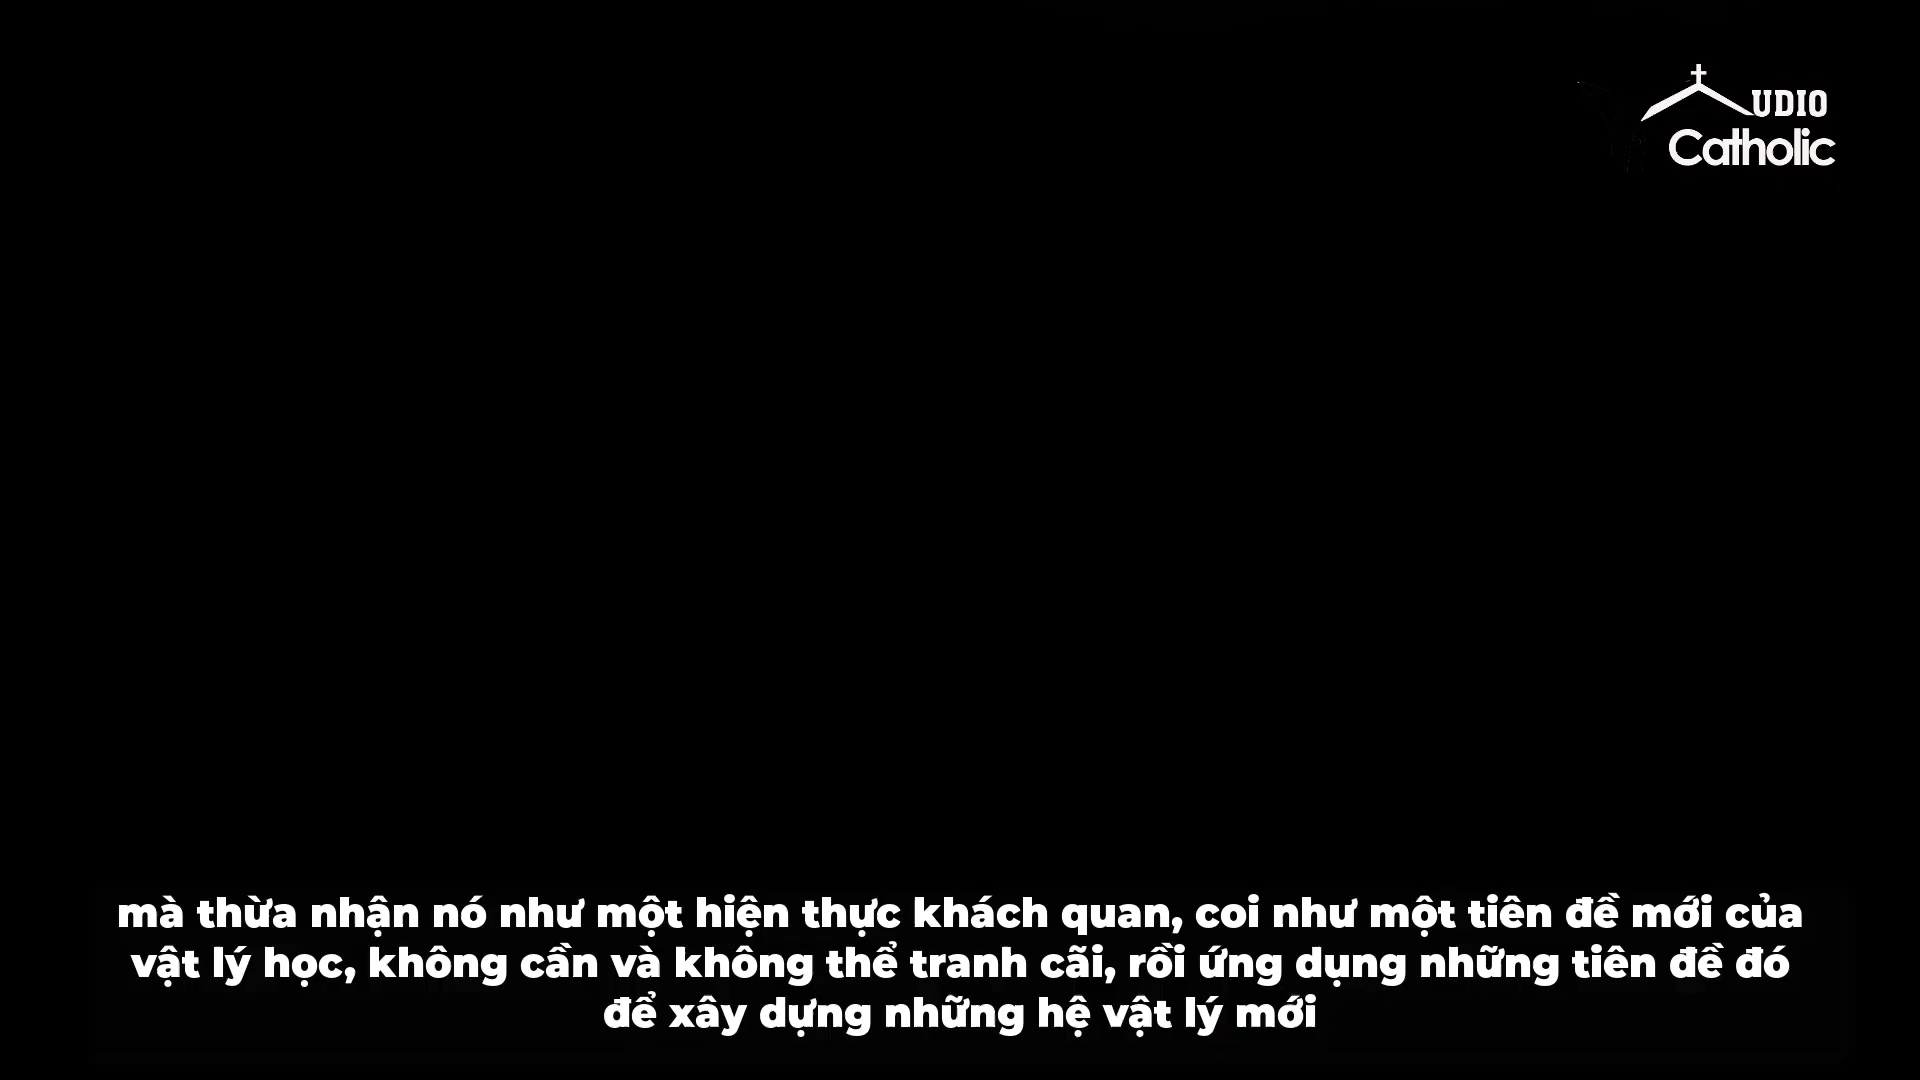 UDIO
Catholic
mà thừa nhận nó như một hiện thực khách quan, coi như một tiên đề mới của
vật lý học, không cần và không thể tranh cãi, rồi ứng dụng những tiên đề đó
để xây dựng những hệ vật lý mới